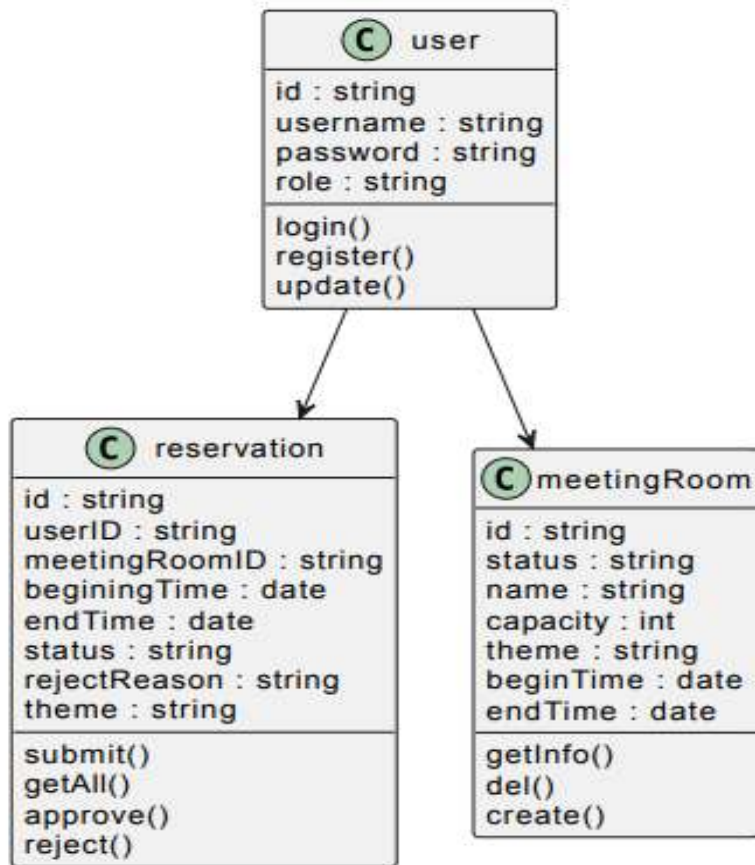 C user
id : string
username : string
password : string
role : string
login()
register()
update()
C reservation
id : string
userID : string
meetingRoomID : string
beginingTime : date
endTime : date
status : string
rejectReason : string
theme : string
submit()
getAll()
approve()
reject()
C meetingRoom
id : string
status : string
name : string
capacity : int
theme : string
beginTime : date
endTime : date
getInfo()
del()
create()